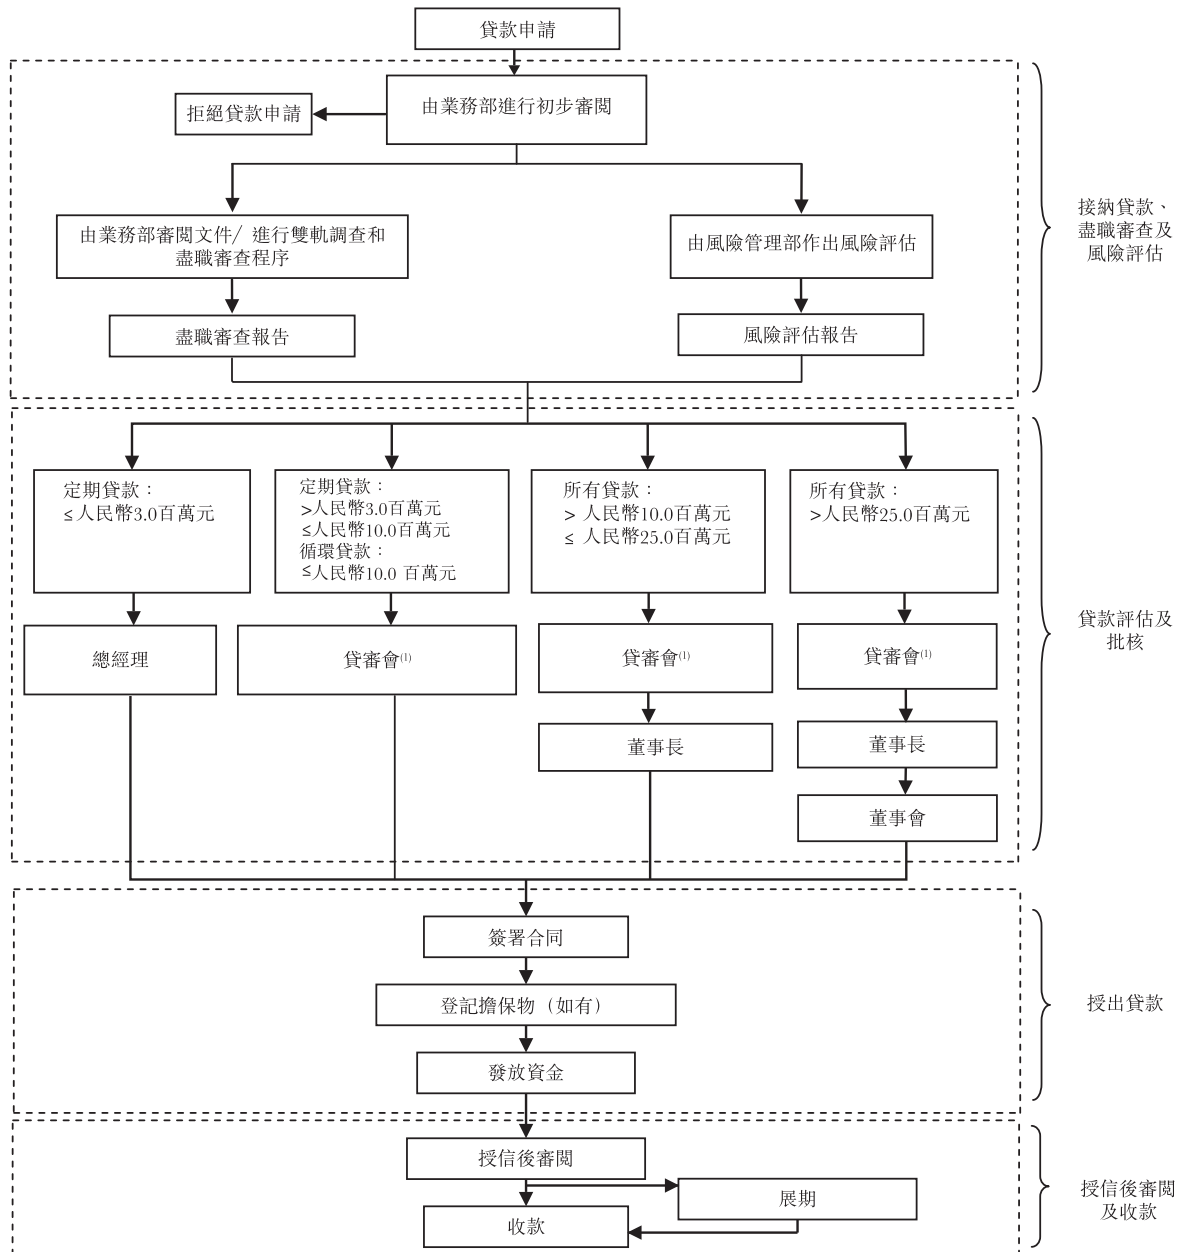 貸款申請
由業務部進行初步審閱
拒絕貸款申請
由業務部審閱文件/ 進行雙軌調查和
盡職審查程序
由風險管理部作出風險評估
盡職審查報告
風險評估報告
接納貸款、
盡職審查及
風險評估
定期貸款：
≤人民幣3.0百萬元
定期貸款：
>人民幣3.0百萬元
≤人民幣10.0百萬元
循環貸款：
≤人民幣10.0 百萬元
所有貸款：
> 人民幣10.0百萬元
≤ 人民幣25.0百萬元
所有貸款：
>人民幣25.0百萬元
總經理
貸審會(1)
貸審會(1)
貸審會(1)
董事長
董事長
董事會
貸款評估及
批核
簽署合同
登記擔保物（如有）
發放資金
授出貸款
授信後審閱
展期
收款
授信後審閱
及收款